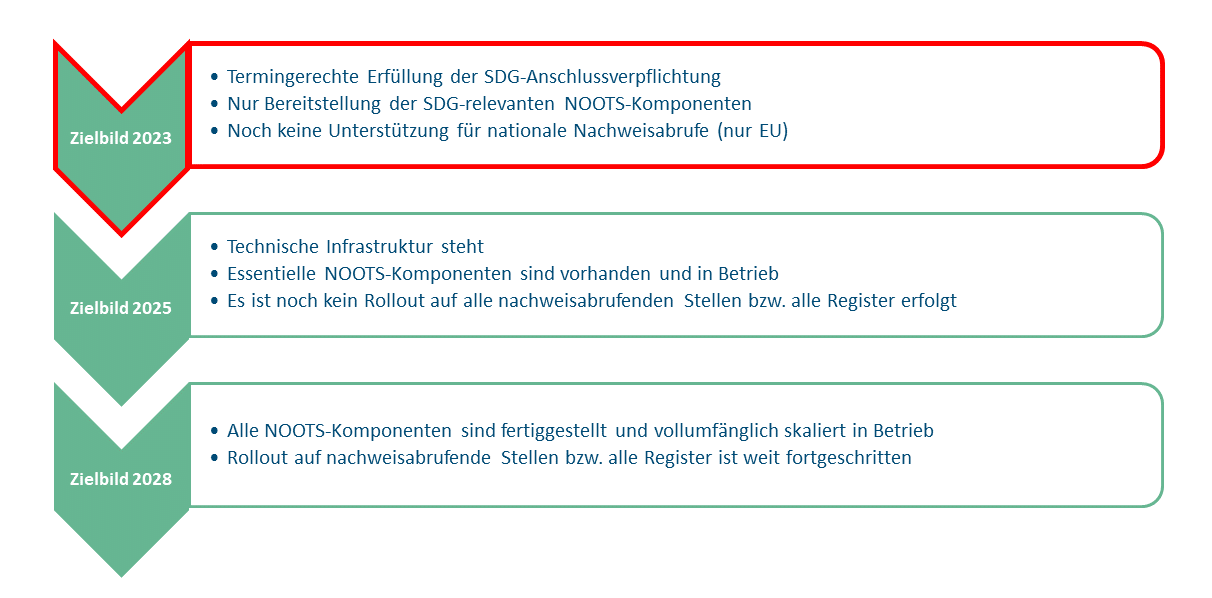 Zielbild 2023
• Termingerechte Erfüllung der SDG-Anschlussverpflichtung
• Nur Bereitstellung der SDG-relevanten NOOTS-Komponenten
• Noch keine Unterstützung für nationale Nachweisabrufe (nur EU)
Zielbild 2025
• Technische Infrastruktur steht
• Essentielle NOOTS-Komponenten sind vorhanden und in Betrieb
• Es ist noch kein Rollout auf alle nachweisabrufenden Stellen bzw. alle Register erfolgt
Zielbild 2028
• Alle NOOTS-Komponenten sind fertiggestellt und vollumfänglich skaliert in Betrieb
• Rollout auf nachweisabrufende Stellen bzw. alle Register ist weit fortgeschritten